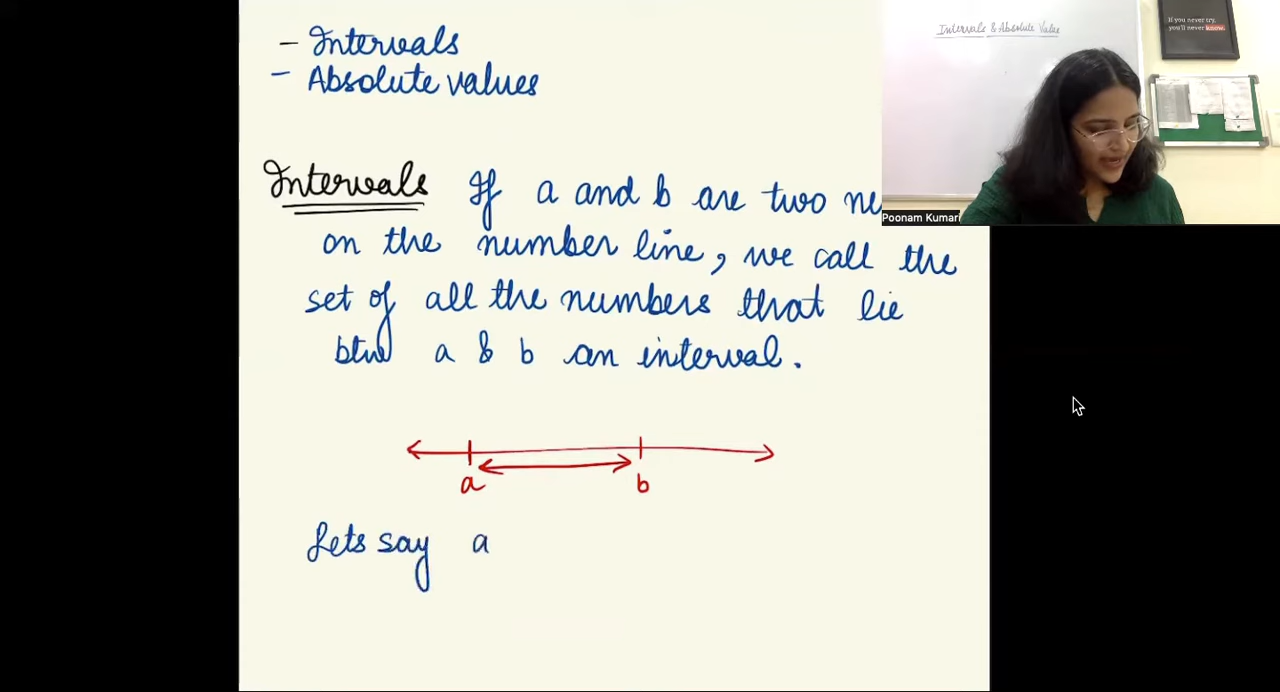 - Intervals
- Absolute values
Intervals If a and b are two
on the number line, we call the
set of all the numbers that lie
btw a & b an interval.
a b
Lets say a
Intervals & Absolute Value
If you never try,
you'll never know.
Poonam Kumari